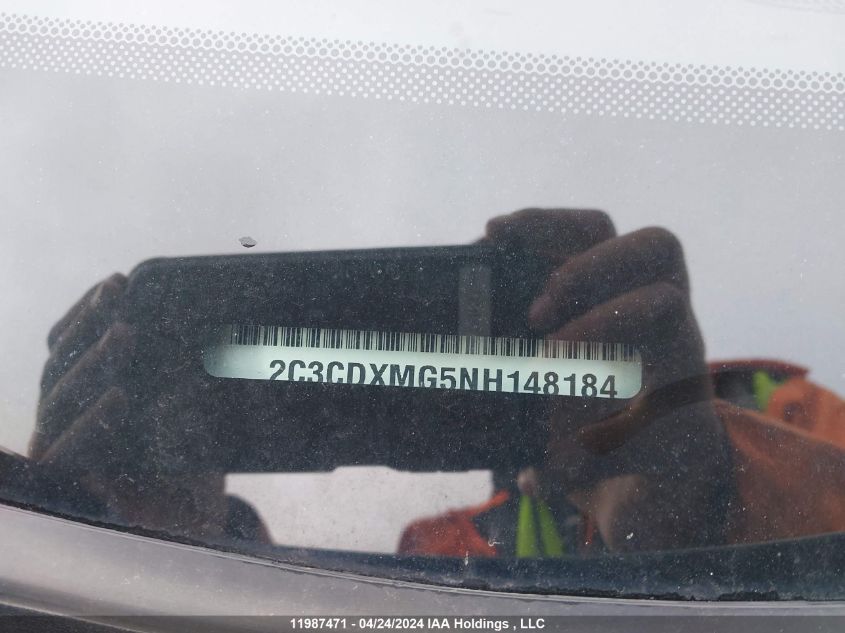 2C3CDXMG5NH148184
11987471 - 04/24/2024 IAA Holdings , LLC